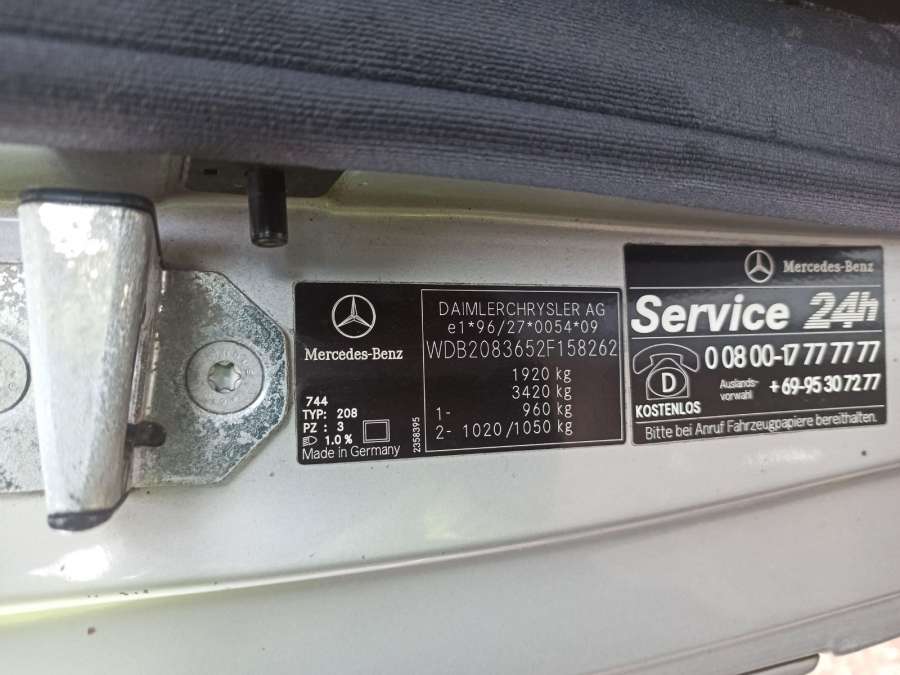 Mercedes-Benz
744
TYP: 208
PZ : 3
1.0 %
Made in Germany
2358395
DAIMLERCHRYSLER AG
e1*96/27*0054*09
WDB2083652F158262
1920 kg
3420 kg
1- 960 kg
2- 1020/1050 kg
Mercedes-Benz
Service 24h
D
KOSTENLOS
0 0800-17 77 77 77
Auslands-
vorwahl
+69-95 30 72 77
Bitte bei Anruf Fahrzeugpapiere bereithalten.